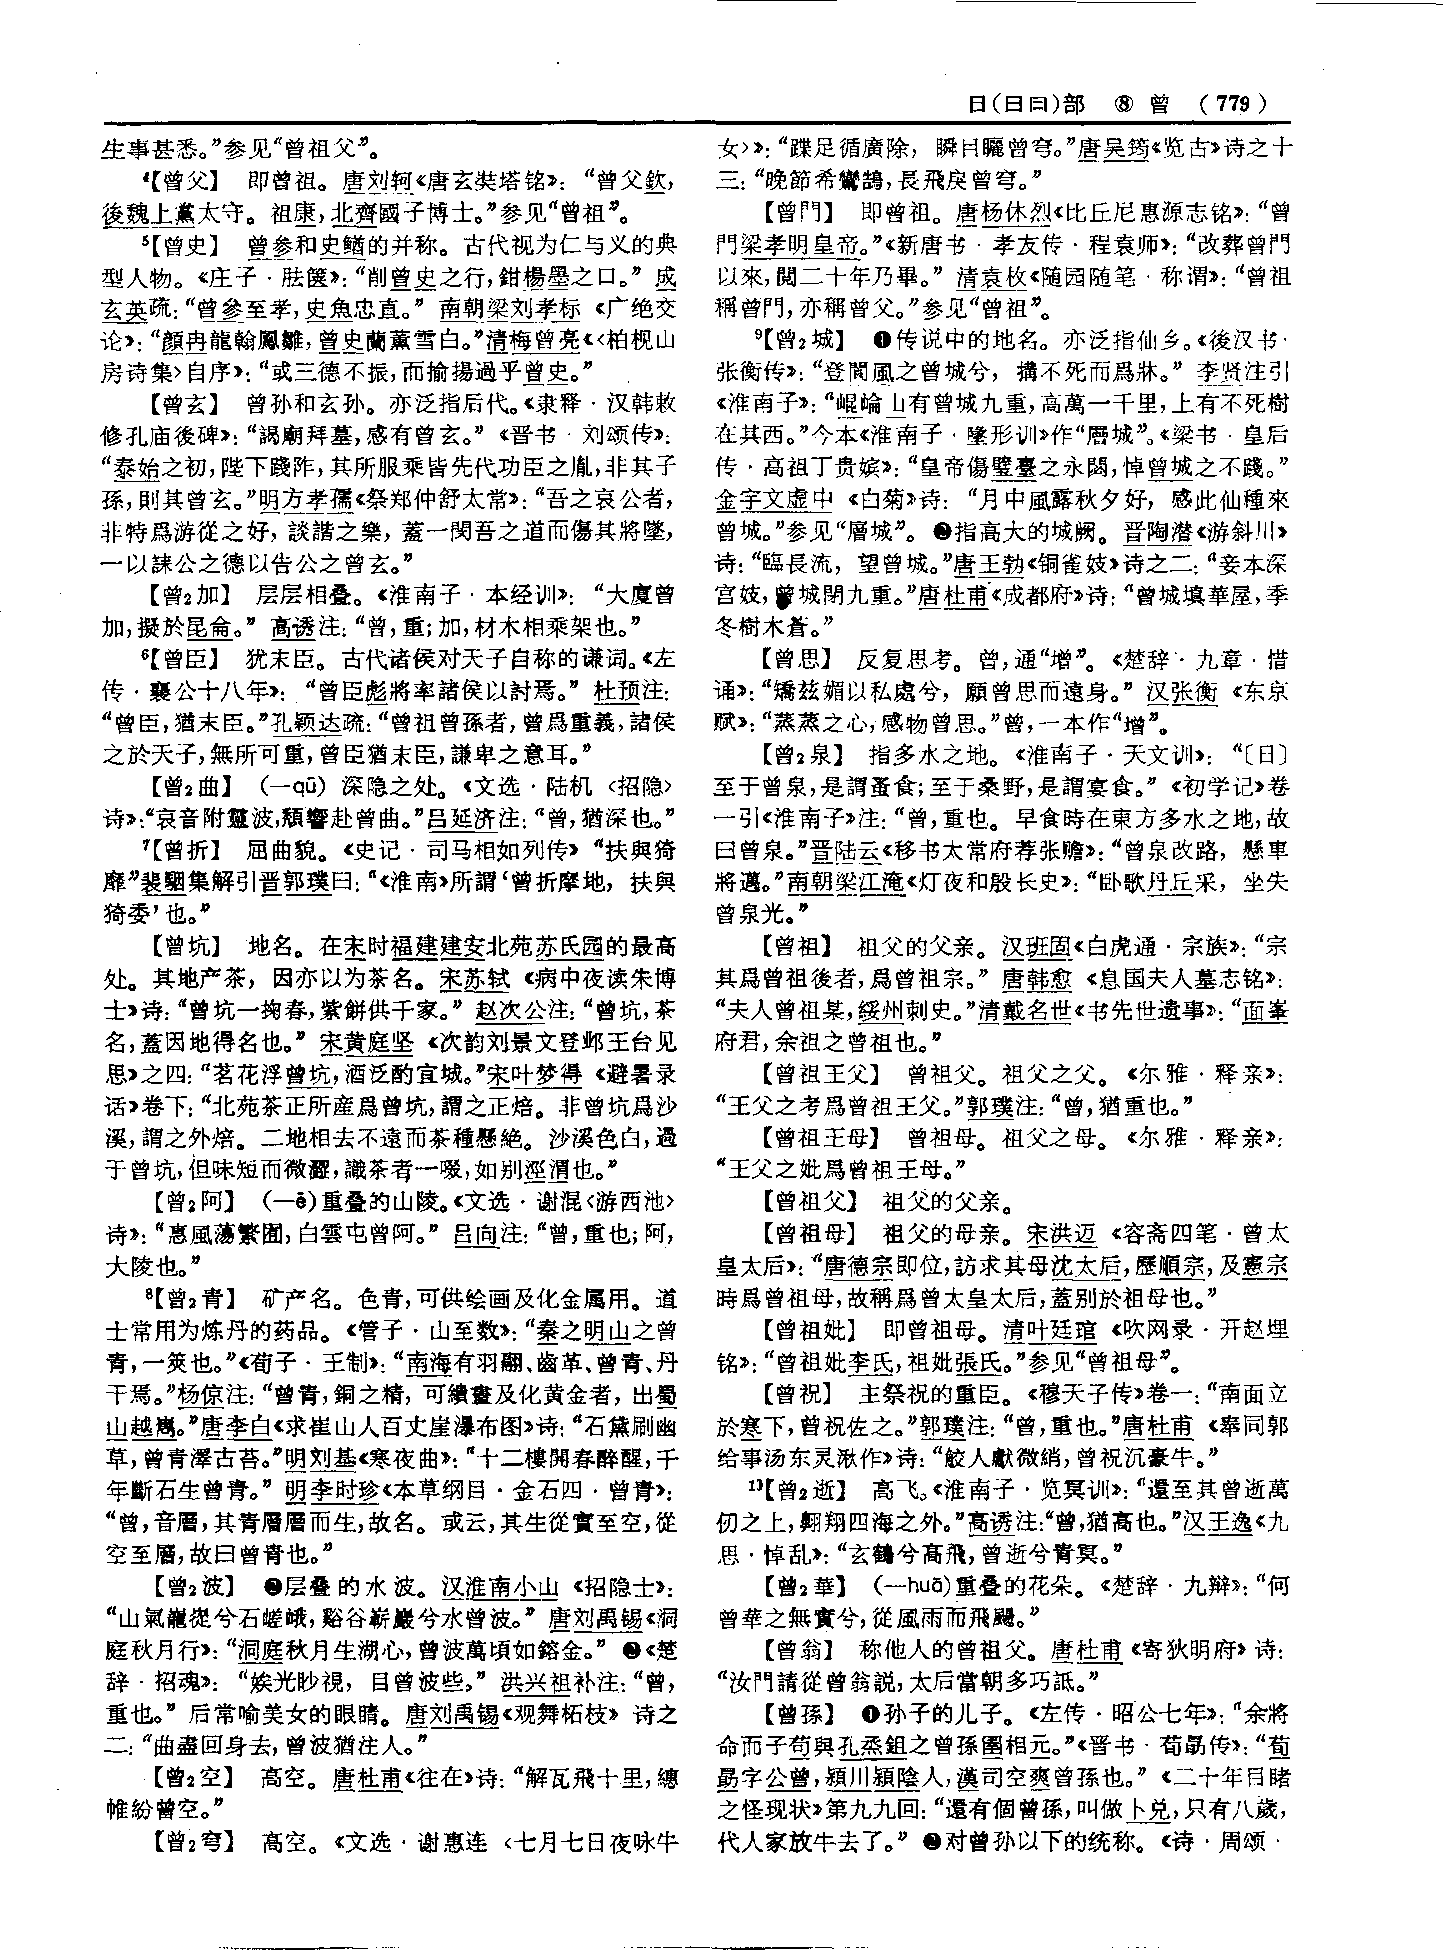 日(日曰)部 ⑧ 曾 (779)
生事甚悉。”参见“曾祖父”。
⁴【曾父】 即曾祖。唐刘轲《唐玄奘塔铭》：“曾父欽，
後魏上黨太守。祖康，北齊國子博士。”参见“曾祖”。
⁵【曾史】 曾参和史鰌的并称。古代视为仁与义的典
型人物。《庄子·胠篋》：“削曾史之行，鉗楊墨之口。”成
玄英疏：“曾參至孝，史魚忠直。”南朝梁刘孝标《广绝交
论》：“顏冉龍翰鳳雛，曾史蘭薰雪白。”清梅曾亮《〈柏枧山
房诗集〉自序》：“或三德不振，而揄揚過乎曾史。”
【曾玄】 曾孙和玄孙。亦泛指后代。《隶释·汉韩敕
修孔庙後碑》：“謁廟拜墓，感有曾玄。”《晋书·刘颂传》：
“泰始之初，陛下踐阼，其所服乘皆先代功臣之胤，非其子
孫，則其曾玄。”明方孝孺《祭郑仲舒太常》：“吾之哀公者，
非特爲游從之好，談諧之樂，蓋一閔吾之道而傷其將墜，
一以誄公之德以告公之曾玄。”
【曾₂加】 层层相叠。《淮南子·本经训》：“大廈曾
加，擬於昆侖。”高诱注：“曾，重；加，材木相乘架也。”
⁶【曾臣】 犹末臣。古代诸侯对天子自称的谦词。《左
传·襄公十八年》：“曾臣彪將率諸侯以討焉。”杜预注：
“曾臣，猶末臣。”孔颖达疏：“曾祖曾孫者，曾爲重義，諸侯
之於天子，無所可重，曾臣猶末臣，謙卑之意耳。”
【曾₂曲】 (—qū) 深隐之处。《文选·陆机〈招隐〉
诗》：“哀音附靈波，頹響赴曾曲。”吕延济注：“曾，猶深也。”
⁷【曾折】 屈曲貌。《史记·司马相如列传》“扶與猗
靡”裴駰集解引晋郭璞曰：“《淮南》所謂‘曾折摩地，扶與
猗委’也。”
【曾坑】 地名。在宋时福建建安北苑苏氏园的最高
处。其地产茶，因亦以为茶名。宋苏轼《病中夜读朱博
士》诗：“曾坑一掬春，紫餅供千家。”赵次公注：“曾坑，茶
名，蓋因地得名也。”宋黄庭坚《次韵刘景文登邺王台见
思》之四：“茗花浮曾坑，酒泛酌宜城。”宋叶梦得《避暑录
话》卷下：“北苑茶正所産爲曾坑，謂之正焙。非曾坑爲沙
溪，謂之外焙。二地相去不遠而茶種懸絶。沙溪色白，過
于曾坑，但味短而微澀，識茶者一啜，如别涇渭也。”
【曾₂阿】 (—ē)重叠的山陵。《文选·谢混〈游西池〉
诗》：“惠風蕩繁囿，白雲屯曾阿。”吕向注：“曾，重也；阿，
大陵也。”
⁸【曾₂青】 矿产名。色青，可供绘画及化金属用。道
士常用为炼丹的药品。《管子·山至数》：“秦之明山之曾
青，一筴也。”《荀子·王制》：“南海有羽翮、齒革、曾青、丹
干焉。”杨倞注：“曾青，銅之精，可繢畫及化黄金者，出蜀
山越嶲。”唐李白《求崔山人百丈崖瀑布图》诗：“石黛刷幽
草，曾青澤古苔。”明刘基《寒夜曲》：“十二樓開春醉醒，千
年斷石生曾青。”明李时珍《本草纲目·金石四·曾青》：
“曾，音層，其青層層而生，故名。或云，其生從實至空，從
空至層，故曰曾青也。”
【曾₂波】 ❶层叠的水波。汉淮南小山《招隐士》：
“山氣巃嵷兮石嵯峨，谿谷嶄巖兮水曾波。”唐刘禹锡《洞
庭秋月行》：“洞庭秋月生湖心，曾波萬頃如鎔金。”❷《楚
辞·招魂》：“娭光眇視，目曾波些。”洪兴祖补注：“曾，
重也。”后常喻美女的眼睛。唐刘禹锡《观舞柘枝》诗之
二：“曲盡回身去，曾波猶注人。”
【曾₂空】 高空。唐杜甫《往在》诗：“解瓦飛十里，繐
帷紛曾空。”
【曾₂穹】 高空。《文选·谢惠连〈七月七日夜咏牛
女〉》：“蹀足循廣除，瞬目矖曾穹。”唐吴筠《览古》诗之十
三：“晚節希鸞鵠，長飛戾曾穹。”
【曾門】 即曾祖。唐杨休烈《比丘尼惠源志铭》：“曾
門梁孝明皇帝。”《新唐书·孝友传·程袁师》：“改葬曾門
以來，閲二十年乃畢。”清袁枚《随园随笔·称谓》：“曾祖
稱曾門，亦稱曾父。”参见“曾祖”。
⁹【曾₂城】 ❶传说中的地名。亦泛指仙乡。《後汉书·
张衡传》：“登閬風之曾城兮，搆不死而爲牀。”李贤注引
《淮南子》：“崐崘山有曾城九重，高萬一千里，上有不死樹
在其西。”今本《淮南子·墬形训》作“層城”。《梁书·皇后
传·高祖丁贵嫔》：“皇帝傷璧臺之永閟，悼曾城之不踐。”
金宇文虚中《白菊》诗：“月中風露秋夕好，感此仙種來
曾城。”参见“層城”。❷指高大的城阙。晋陶潜《游斜川》
诗：“臨長流，望曾城。”唐王勃《铜雀妓》诗之二：“妾本深
宫妓，曾城閉九重。”唐杜甫《成都府》诗：“曾城填華屋，季
冬樹木蒼。”
【曾思】 反复思考。曾，通“增”。《楚辞·九章·惜
诵》：“矯兹媚以私處兮，願曾思而遠身。”汉张衡《东京
赋》：“蒸蒸之心，感物曾思。”曾，一本作“增”。
【曾₂泉】 指多水之地。《淮南子·天文训》：“〔日〕
至于曾泉，是謂蚤食；至于桑野，是謂宴食。”《初学记》卷
一引《淮南子》注：“曾，重也。早食時在東方多水之地，故
曰曾泉。”晋陆云《移书太常府荐张赡》：“曾泉改路，懸車
將邁。”南朝梁江淹《灯夜和殷长史》：“卧歌丹丘采，坐失
曾泉光。”
【曾祖】 祖父的父亲。汉班固《白虎通·宗族》：“宗
其爲曾祖後者，爲曾祖宗。”唐韩愈《息国夫人墓志铭》：
“夫人曾祖某，綏州刺史。”清戴名世《书先世遗事》：“面峯
府君，余祖之曾祖也。”
【曾祖王父】 曾祖父。祖父之父。《尔雅·释亲》：
“王父之考爲曾祖王父。”郭璞注：“曾，猶重也。”
【曾祖王母】 曾祖母。祖父之母。《尔雅·释亲》：
“王父之妣爲曾祖王母。”
【曾祖父】 祖父的父亲。
【曾祖母】 祖父的母亲。宋洪迈《容斋四笔·曾太
皇太后》：“唐德宗即位，訪求其母沈太后，歷順宗，及憲宗
時爲曾祖母，故稱爲曾太皇太后，蓋别於祖母也。”
【曾祖妣】 即曾祖母。清叶廷琯《吹网录·开赵埋
铭》：“曾祖妣李氏，祖妣張氏。”参见“曾祖母”。
【曾祝】 主祭祝的重臣。《穆天子传》卷一：“南面立
於寒下，曾祝佐之。”郭璞注：“曾，重也。”唐杜甫《奉同郭
给事汤东灵湫作》诗：“鮫人獻微綃，曾祝沉豪牛。”
¹¹【曾₂逝】 高飞。《淮南子·览冥训》：“還至其曾逝萬
仞之上，翱翔四海之外。”高诱注：“曾，猶高也。”汉王逸《九
思·悼乱》：“玄鶴兮高飛，曾逝兮青冥。”
【曾₂華】 (—huā)重叠的花朵。《楚辞·九辩》：“何
曾華之無實兮，從風雨而飛颺。”
【曾翁】 称他人的曾祖父。唐杜甫《寄狄明府》诗：
“汝門請從曾翁説，太后當朝多巧詆。”
【曾孫】 ❶孙子的儿子。《左传·昭公七年》：“余將
命而子苟與孔烝鉏之曾孫圉相元。”《晋书·荀勗传》：“荀
勗字公曾，潁川潁陰人，漢司空爽曾孫也。”《二十年目睹
之怪现状》第九九回：“還有個曾孫，叫做卜兑，只有八歲，
代人家放牛去了。”❷对曾孙以下的统称。《诗·周颂·